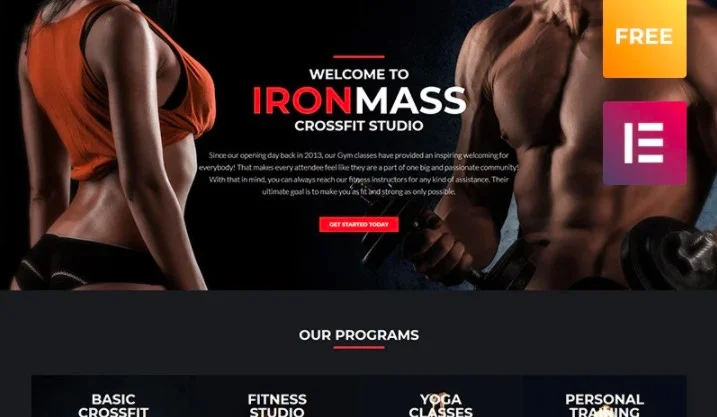 FREE
WELCOME TO
IRONMASS
CROSSFIT STUDIO
Since our opening day back in 2013, our Gym classes have provided an inspiring welcoming for
everybody! That makes every attendee feel like they are a part of one big and passionate community!
With that in mind, you can always reach our fitness instructors for any kind of assistance. Their
ultimate goal is to make you as fit and strong as only possible.
GET STARTED TODAY
OUR PROGRAMS
BASIC
CROSSFIT
FITNESS
STUDIO
YOGA
CLASSES
PERSONAL
TRAINING